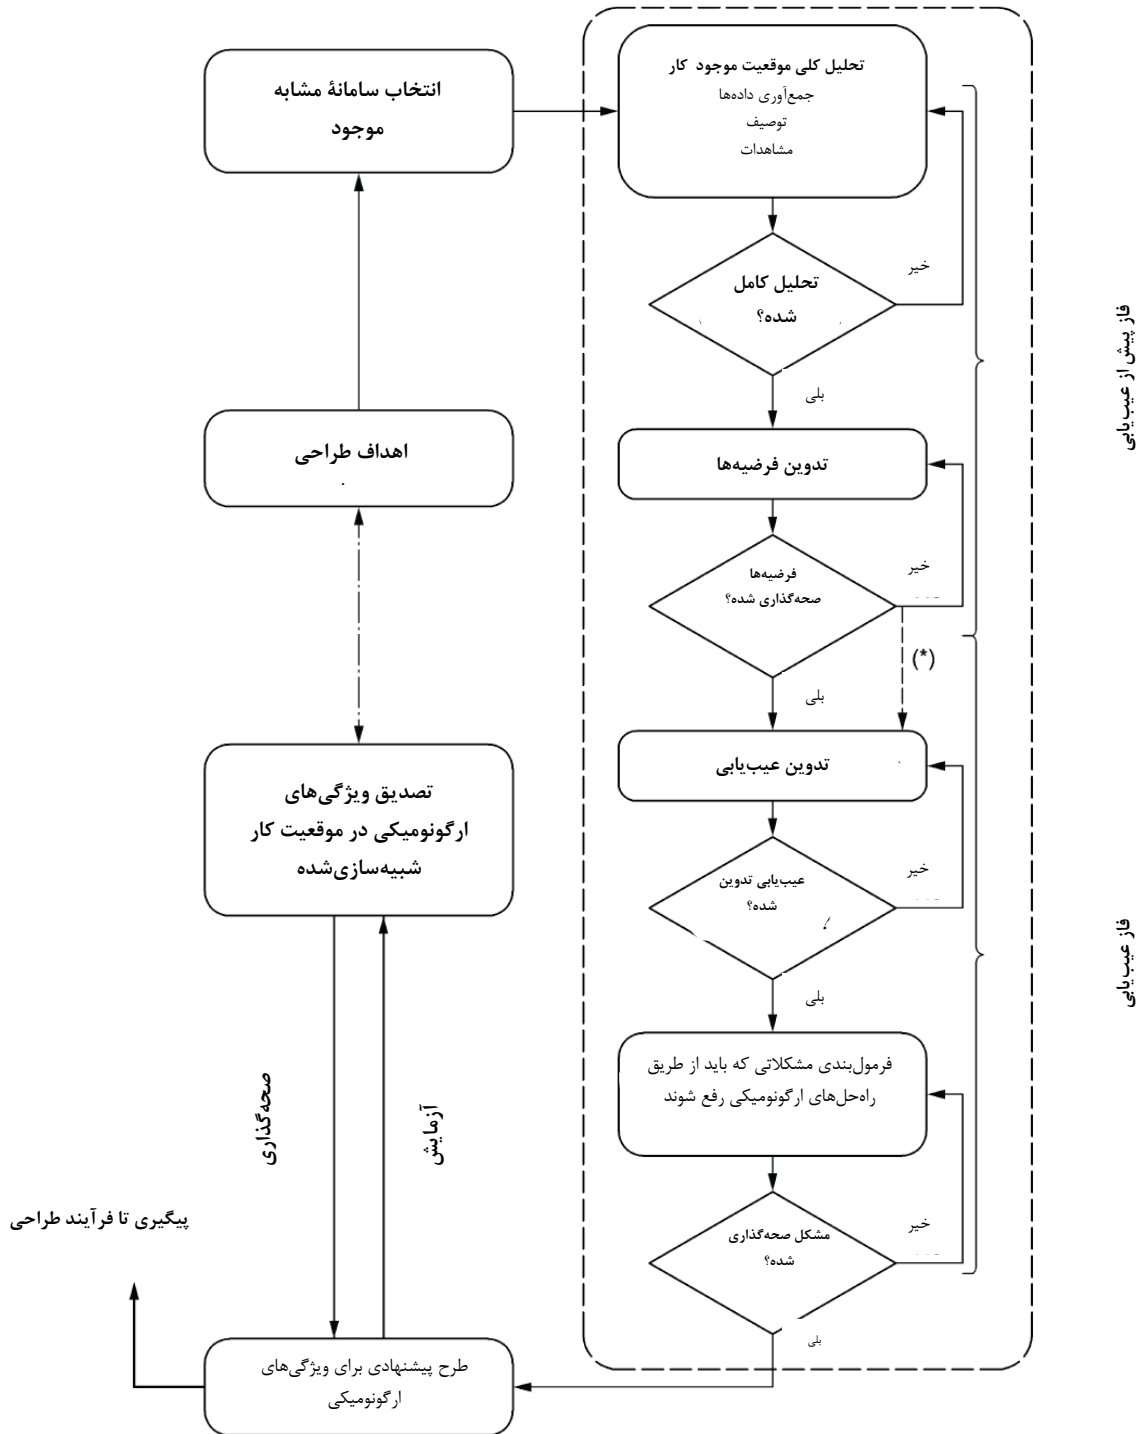 تحلیل کلی موقعیت موجود کار
جمع‌آوری داده‌ها
توصیف
مشاهدات
انتخاب سامانهٔ مشابه
موجود
تحلیل کامل
شده؟
خیر
بلی
فاز پیش از عیب‌یابی
اهداف طراحی
تدوین فرضیه‌ها
فرضیه‌ها
صحه‌گذاری شده؟
خیر
(*)
بلی
تدوین عیب‌یابی
تصدیق ویژگی‌های
ارگونومیکی در موقعیت کار
شبیه‌سازی‌شده
عیب‌یابی تدوین
شده؟
خیر
بلی
فاز عیب‌یابی
فرمول‌بندی مشکلاتی که باید از طریق
راه‌حل‌های ارگونومیکی رفع شوند
صحه‌گذاری
آزمایش
مشکل صحه‌گذاری
شده؟
خیر
بلی
پیگیری تا فرآیند طراحی
طرح پیشنهادی برای ویژگی‌های
ارگونومیکی